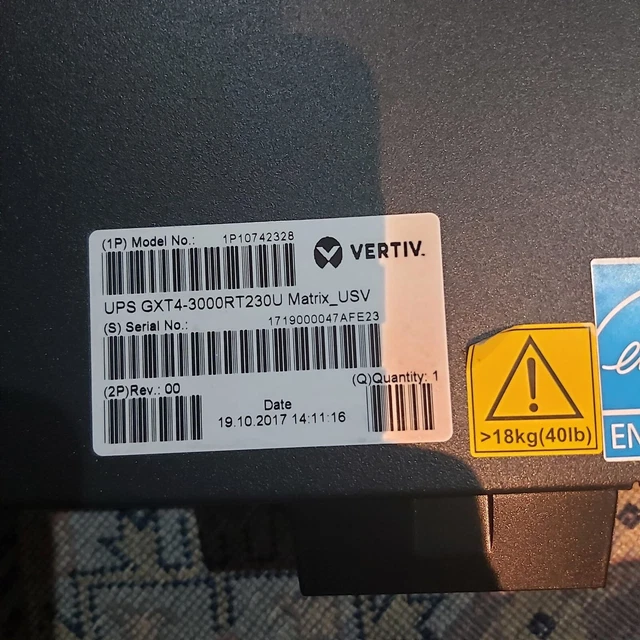 (1P) Model No.: 1P10742328
VERTIV.
UPS GXT4-3000RT230U Matrix_USV
(S) Serial No.: 1719000047AFE23
(2P)Rev.: 00
(Q)Quantity: 1
Date
19.10.2017 14:11:16
>18kg(40lb)
EN